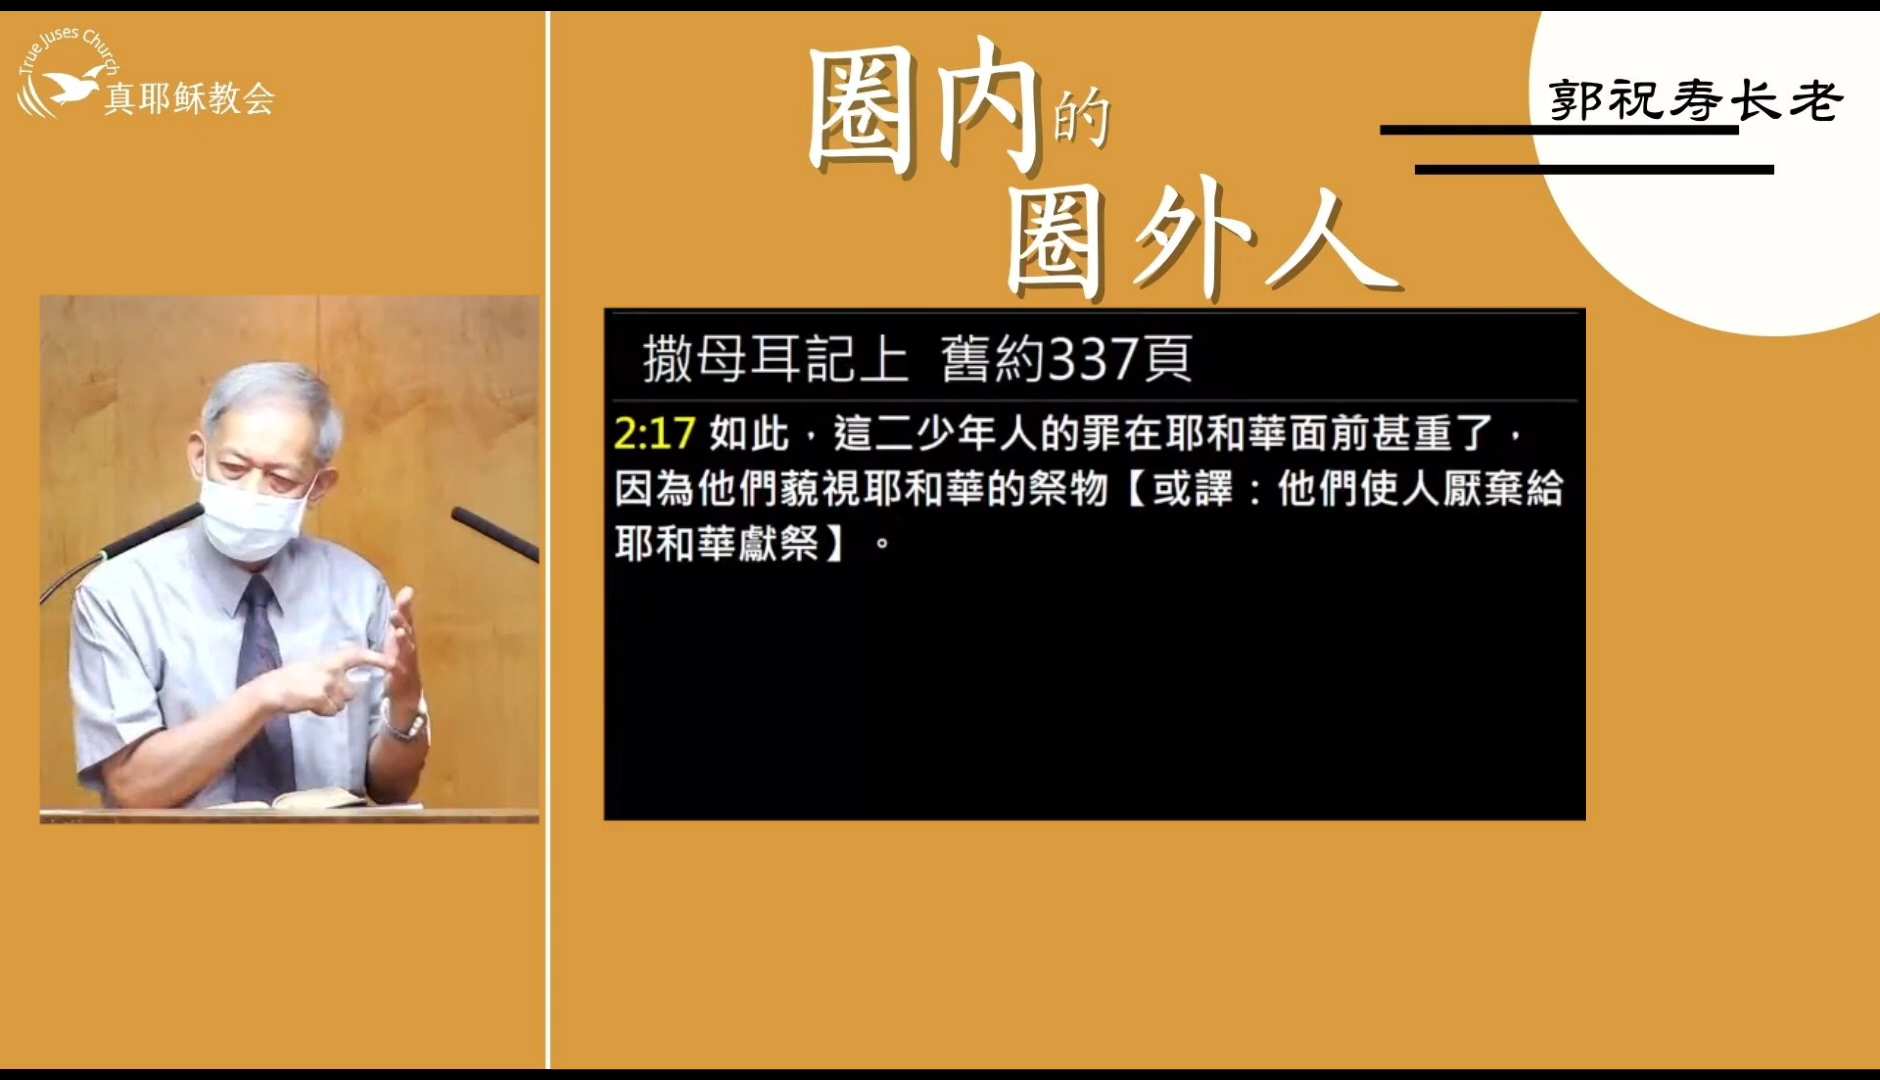 True Juses Church
真耶稣教会
圈内的
圈外人
郭祝寿长老
撒母耳記上 舊約337頁
2:17 如此，這二少年人的罪在耶和華面前甚重了，
因為他們藐視耶和華的祭物【或譯：他們使人厭棄給
耶和華獻祭】。